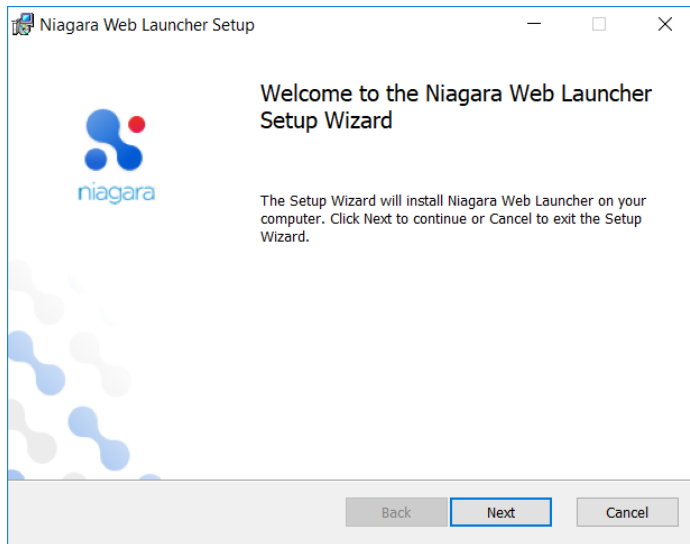 Niagara Web Launcher Setup
Welcome to the Niagara Web Launcher
Setup Wizard
niagara
The Setup Wizard will install Niagara Web Launcher on your
computer. Click Next to continue or Cancel to exit the Setup
Wizard.
Back
Next
Cancel